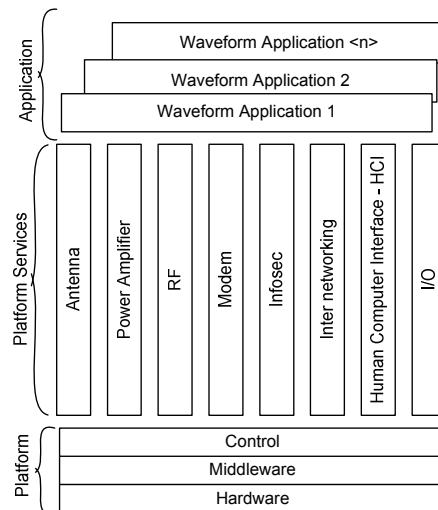 Application
Waveform Application <n>
Waveform Application 2
Waveform Application 1
Platform Services
Antenna
Power Amplifier
RF
Modem
Infosec
Inter networking
Human Computer Interface - HCI
I/O
Platform
Control
Middleware
Hardware